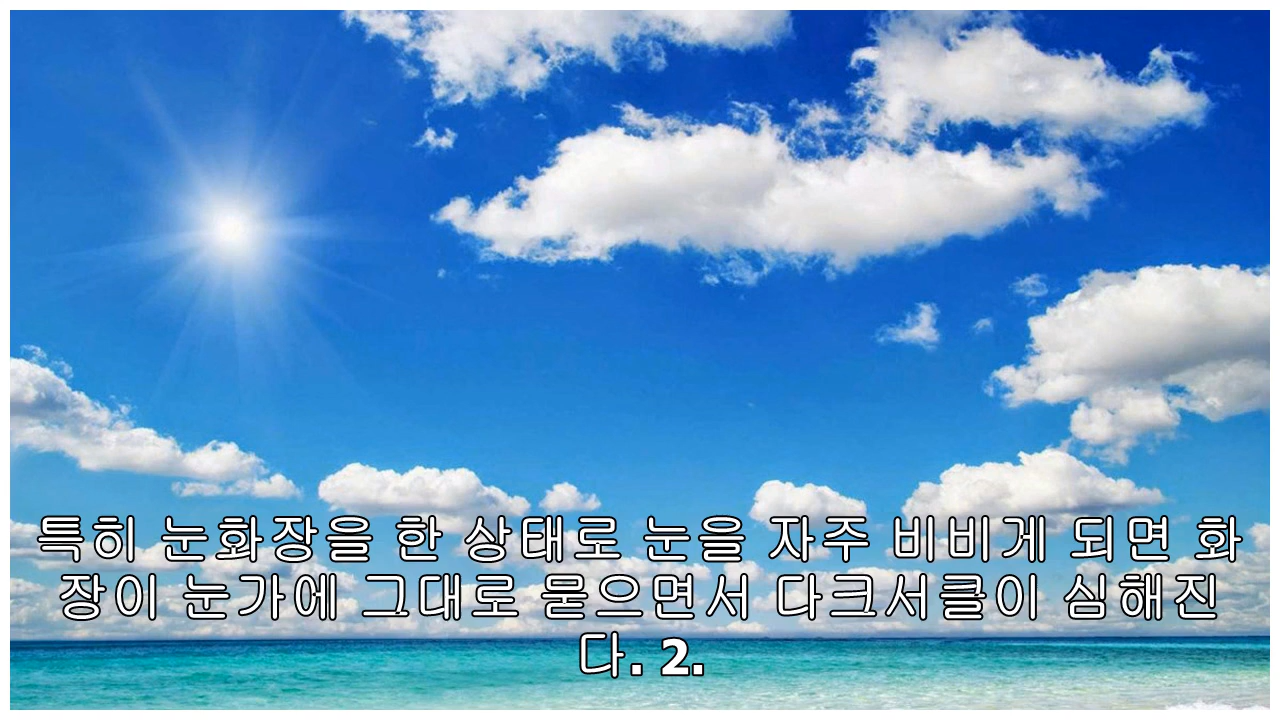 특히 눈화장을 한 상태로 눈을 자주 비비게 되면 화
장이 눈가에 그대로 묻으면서 다크서클이 심해진
다. 2.